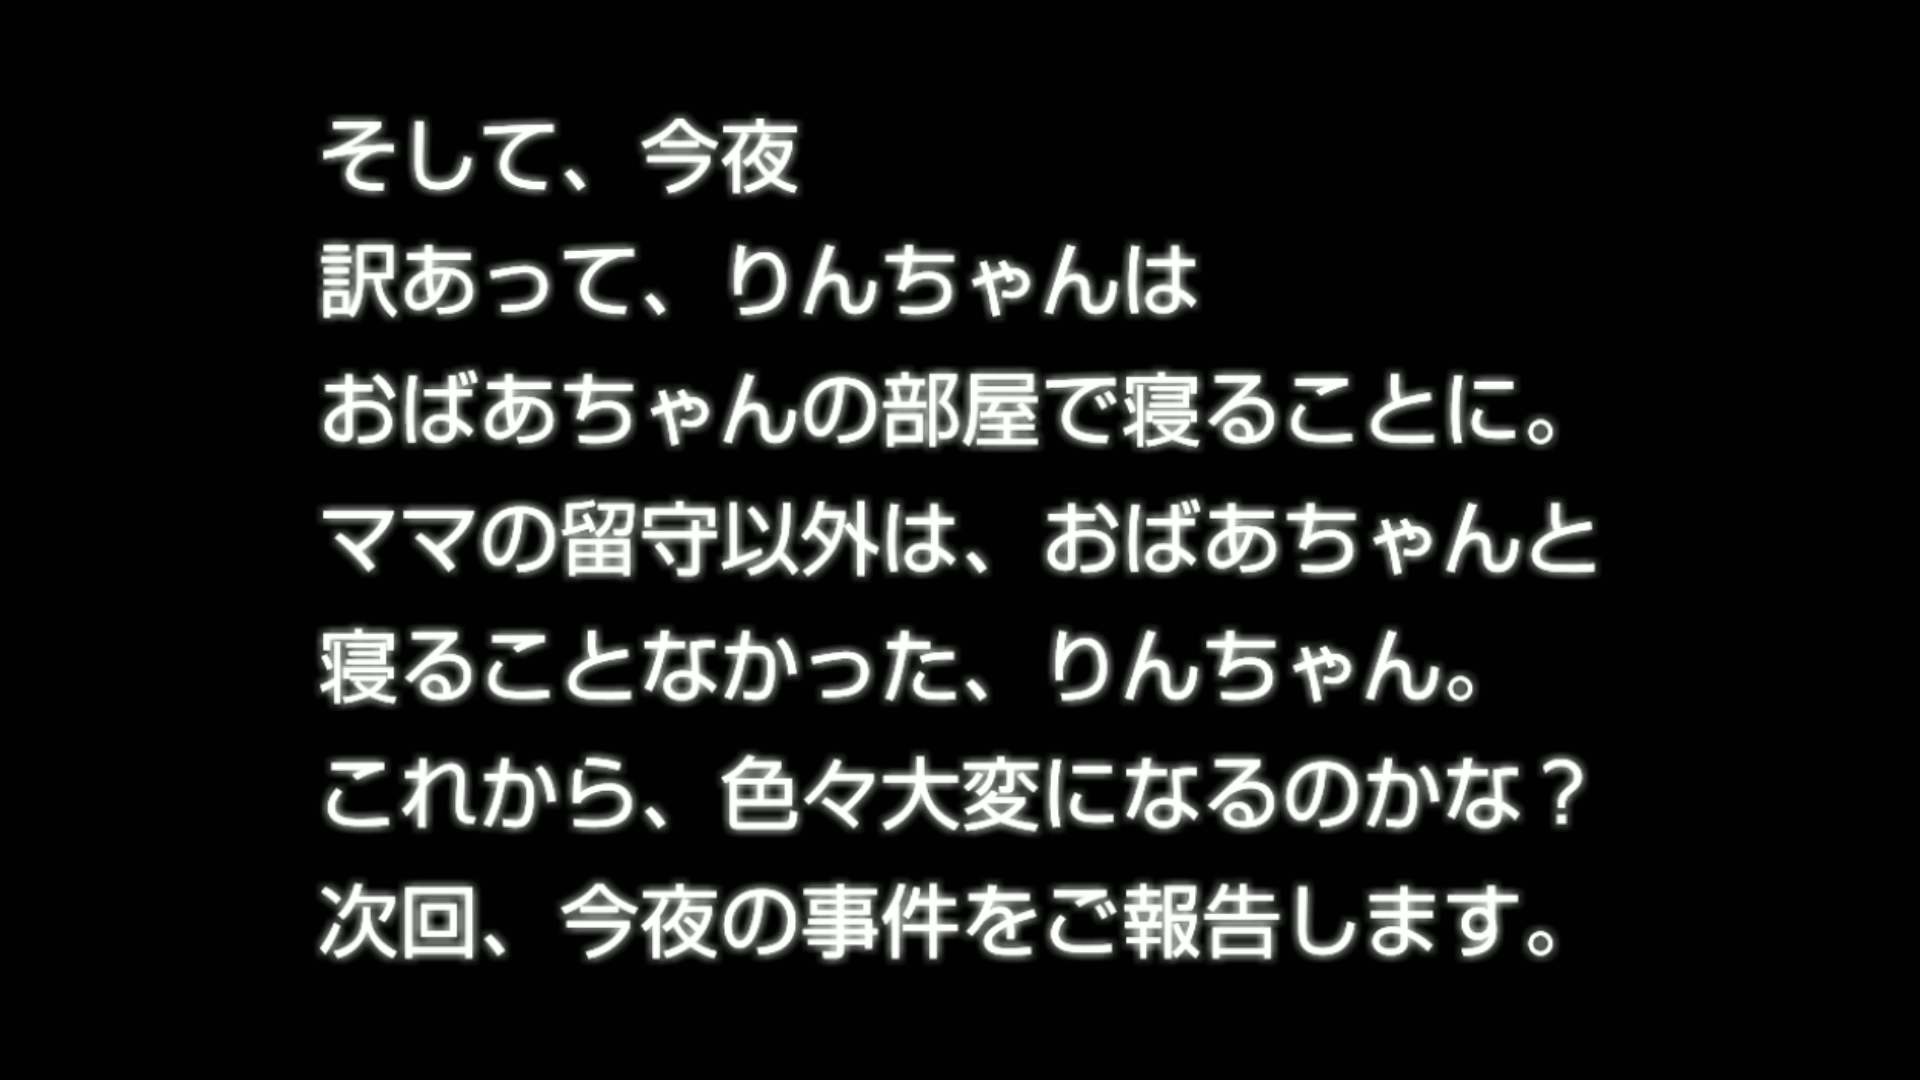 そして、今夜
訳あって、りんちゃんは
おばあちゃんの部屋で寝ることに。
ママの留守以外は、おばあちゃんと
寝ることなかった、りんちゃん。
これから、色々大変になるのかな？
次回、今夜の事件をご報告します。